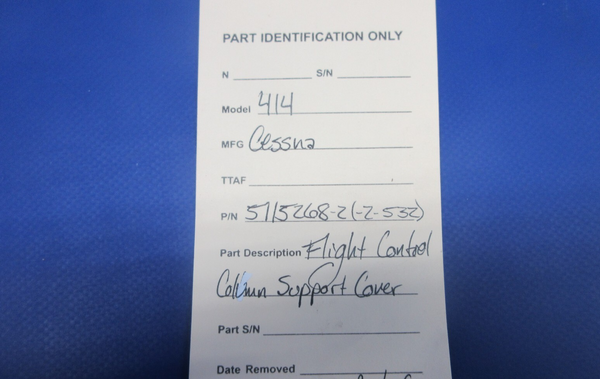 PART IDENTIFICATION ONLY
N S/N
Model 414
MFG Cessna
TTAF
P/N 5715268-2(-2-532)
Part Description Flight Control
Column Support Cover
Part S/N
Date Removed